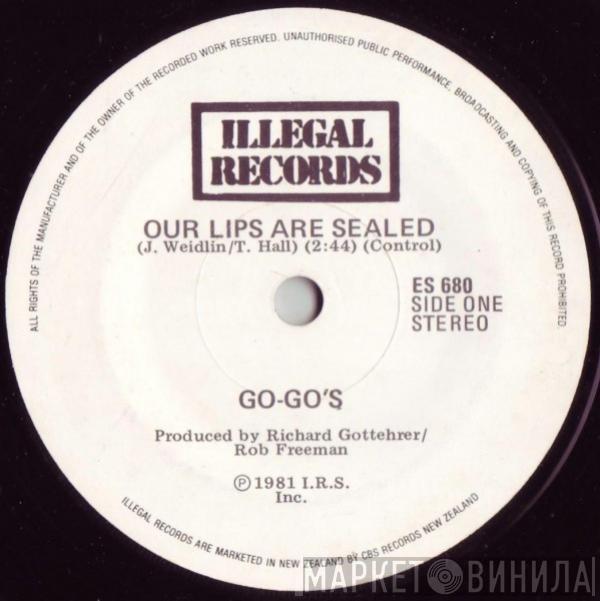 ALL RIGHTS OF THE MANUFACTURER AND OF THE OWNER OF THE RECORDED WORK RESERVED. UNAUTHORISED PUBLIC PERFORMANCE, BROADCASTING AND COPYING OF THIS RECORD PROHIBITED
ILLEGAL
RECORDS
OUR LIPS ARE SEALED
(J. Weidlin/T. Hall) (2:44) (Control)
ES 680
SIDE ONE
STEREO
GO-GO'S
Produced by Richard Gottehrer/
Rob Freeman
℗1981 I.R.S.
Inc.
ILLEGAL RECORDS ARE MARKETED IN NEW ZEALAND BY CBS RECORDS NEW ZEALAND
МАРКЕТ ВИНИЛА